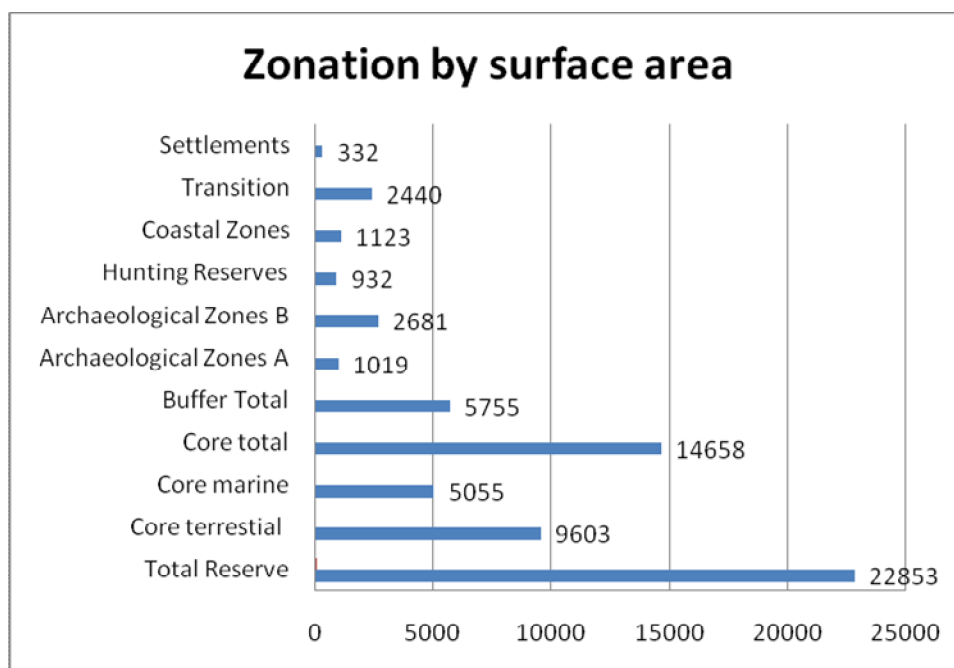 Zonation by surface area
Settlements 332
Transition 2440
Coastal Zones 1123
Hunting Reserves 932
Archaeological Zones B 2681
Archaeological Zones A 1019
Buffer Total 5755
Core total 14658
Core marine 5055
Core terrestial 9603
Total Reserve 22853
0 5000 10000 15000 20000 25000